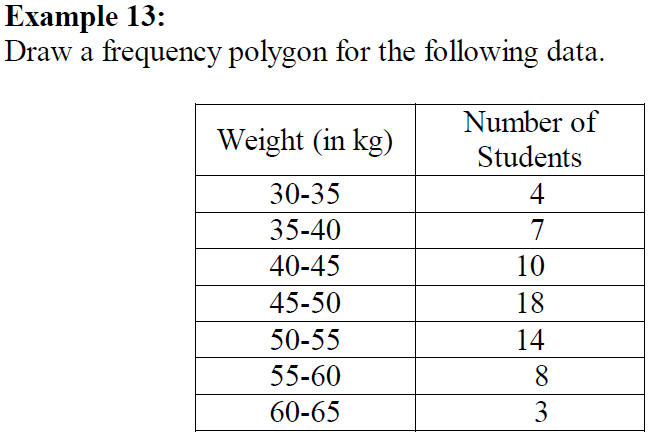 Example 13:
Draw a frequency polygon for the following data.
Weight (in kg) Number of Students
30-35 4
35-40 7
40-45 10
45-50 18
50-55 14
55-60 8
60-65 3